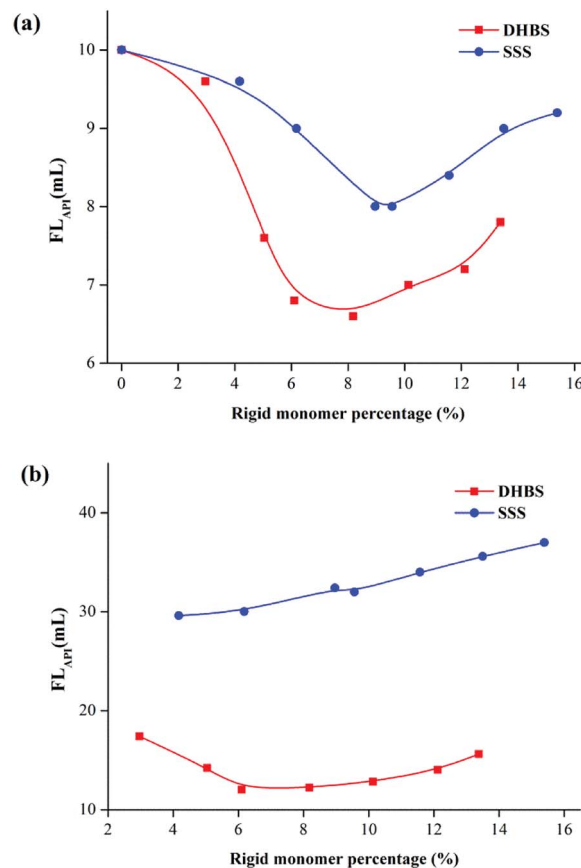 (a)
DHBS
SSS
10
9
8
7
6
FL_API(mL)
0 2 4 6 8 10 12 14 16
Rigid monomer percentage (%)
(b)
DHBS
SSS
40
30
20
10
FL_API(mL)
2 4 6 8 10 12 14 16
Rigid monomer percentage (%)